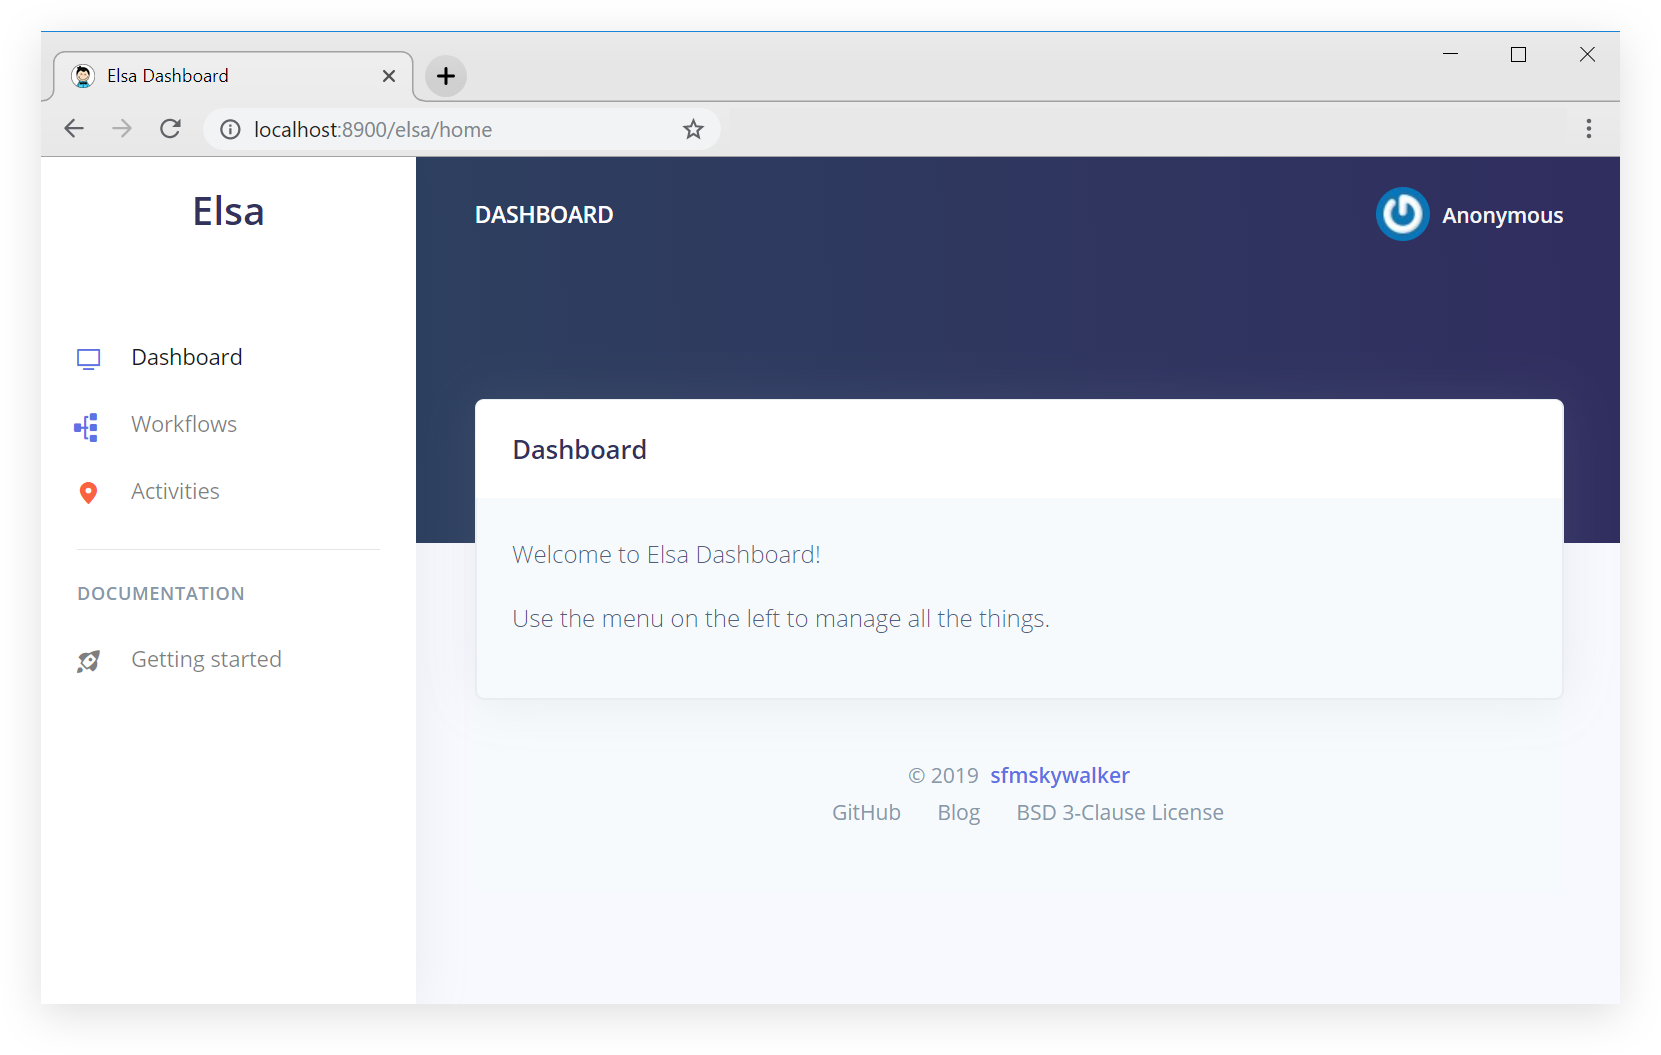 Elsa Dashboard
localhost:8900/elsa/home
Elsa
DASHBOARD
Anonymous
Dashboard
Workflows
Activities
DOCUMENTATION
Getting started
Dashboard
Welcome to Elsa Dashboard!
Use the menu on the left to manage all the things.
© 2019 sfmskywalker
GitHub Blog BSD 3-Clause License